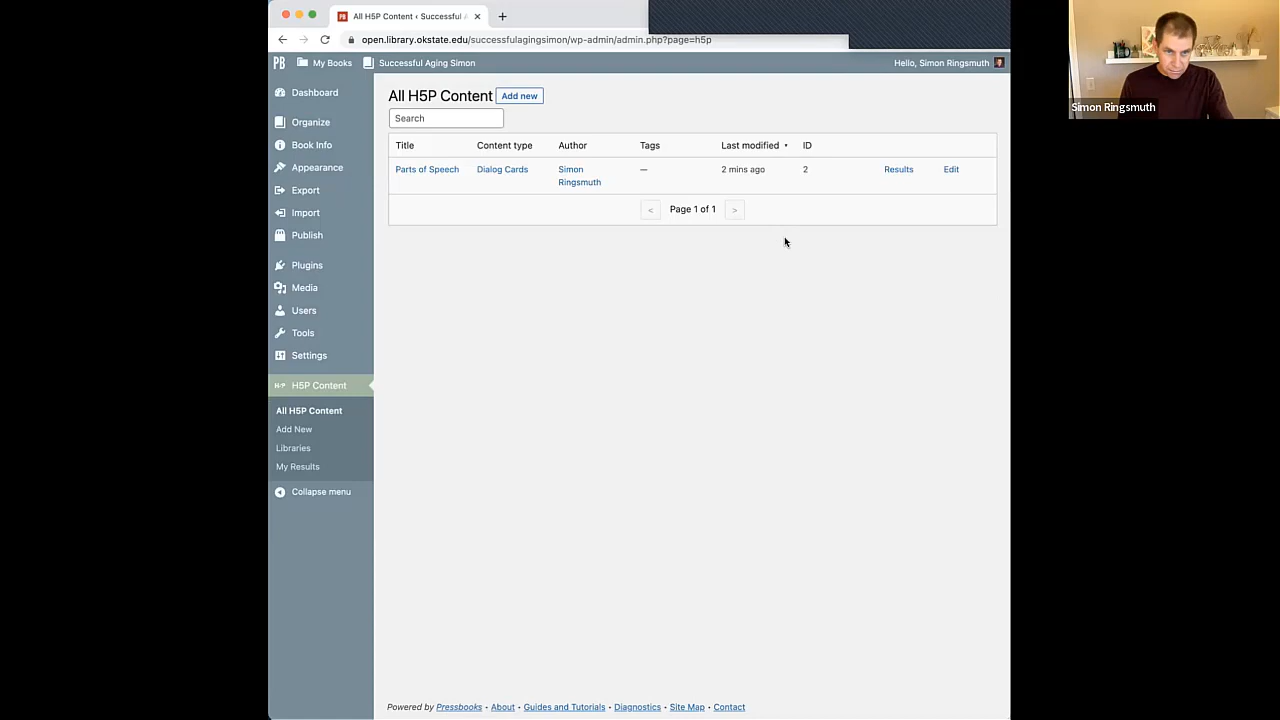 All H5P Content ‹ Successful A
open.library.okstate.edu/successfulagingsimon/wp-admin/admin.php?page=h5p
PB My Books Successful Aging Simon Hello, Simon Ringsmuth
Dashboard
Organize
Book Info
Appearance
Export
Import
Publish
Plugins
Media
Users
Tools
Settings
H5P H5P Content
All H5P Content
Add New
Libraries
My Results
Collapse menu
All H5P Content Add new
Search
Title Content type Author Tags Last modified ID
Parts of Speech Dialog Cards Simon — 2 mins ago 2 Results Edit
Ringsmuth
< Page 1 of 1 >
Powered by Pressbooks • About • Guides and Tutorials • Diagnostics • Site Map • Contact
Simon Ringsmuth